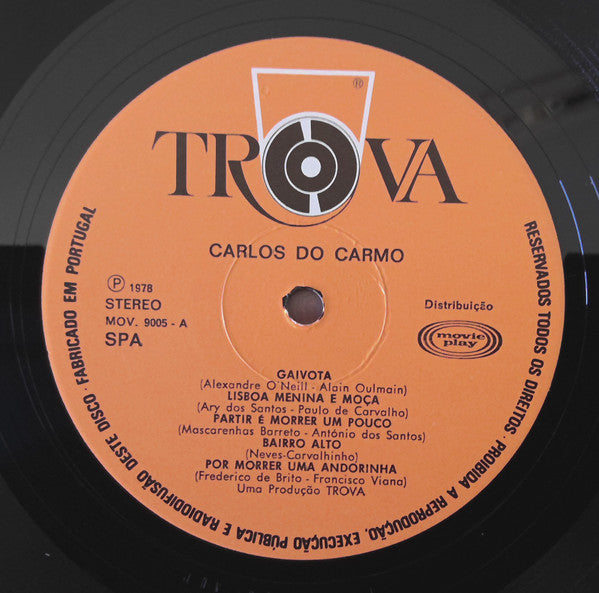 ®
TROVA
CARLOS DO CARMO
Ⓟ 1978
STEREO
MOV. 9005 - A
SPA
Distribuição
movie
play
GAIVOTA
(Alexandre O'Neill - Alain Oulmain)
LISBOA MENINA E MOÇA
(Ary dos Santos - Paulo de Carvalho)
PARTIR É MORRER UM POUCO
(Mascarenhas Barreto - António dos Santos)
BAIRRO ALTO
(Neves-Carvalhinho)
POR MORRER UMA ANDORINHA
(Frederico de Brito - Francisco Viana)
Uma Produção TROVA
RESERVADOS TODOS OS DIREITOS. PROIBIDA A REPRODUÇÃO, EXECUÇÃO PÚBLICA E RADIODIFUSÃO DESTE DISCO. FABRICADO EM PORTUGAL